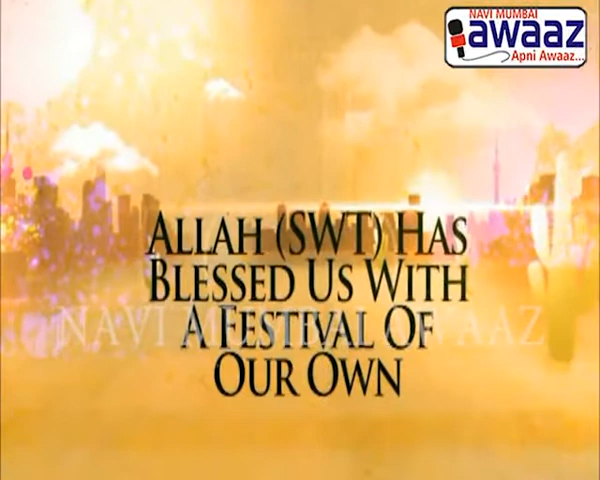 NAVI MUMBAI
awaaz
Apni Awaaz...
ALLAH (SWT) HAS
BLESSED US WITH
A FESTIVAL OF
OUR OWN
NAVI MUMBAI AWAAZ